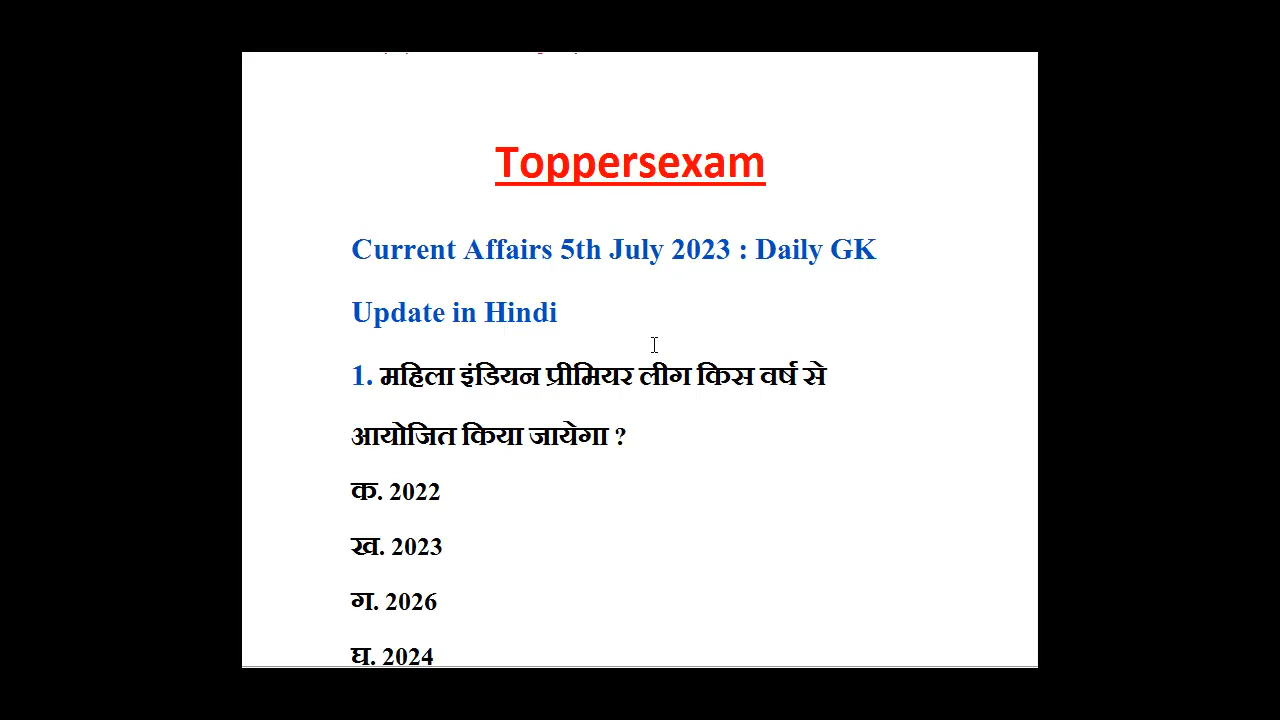 Toppersexam
Current Affairs 5th July 2023 : Daily GK
Update in Hindi
1. महिला इंडियन प्रीमियर लीग किस वर्ष से
आयोजित किया जायेगा ?
क. 2022
ख. 2023
ग. 2026
घ. 2024